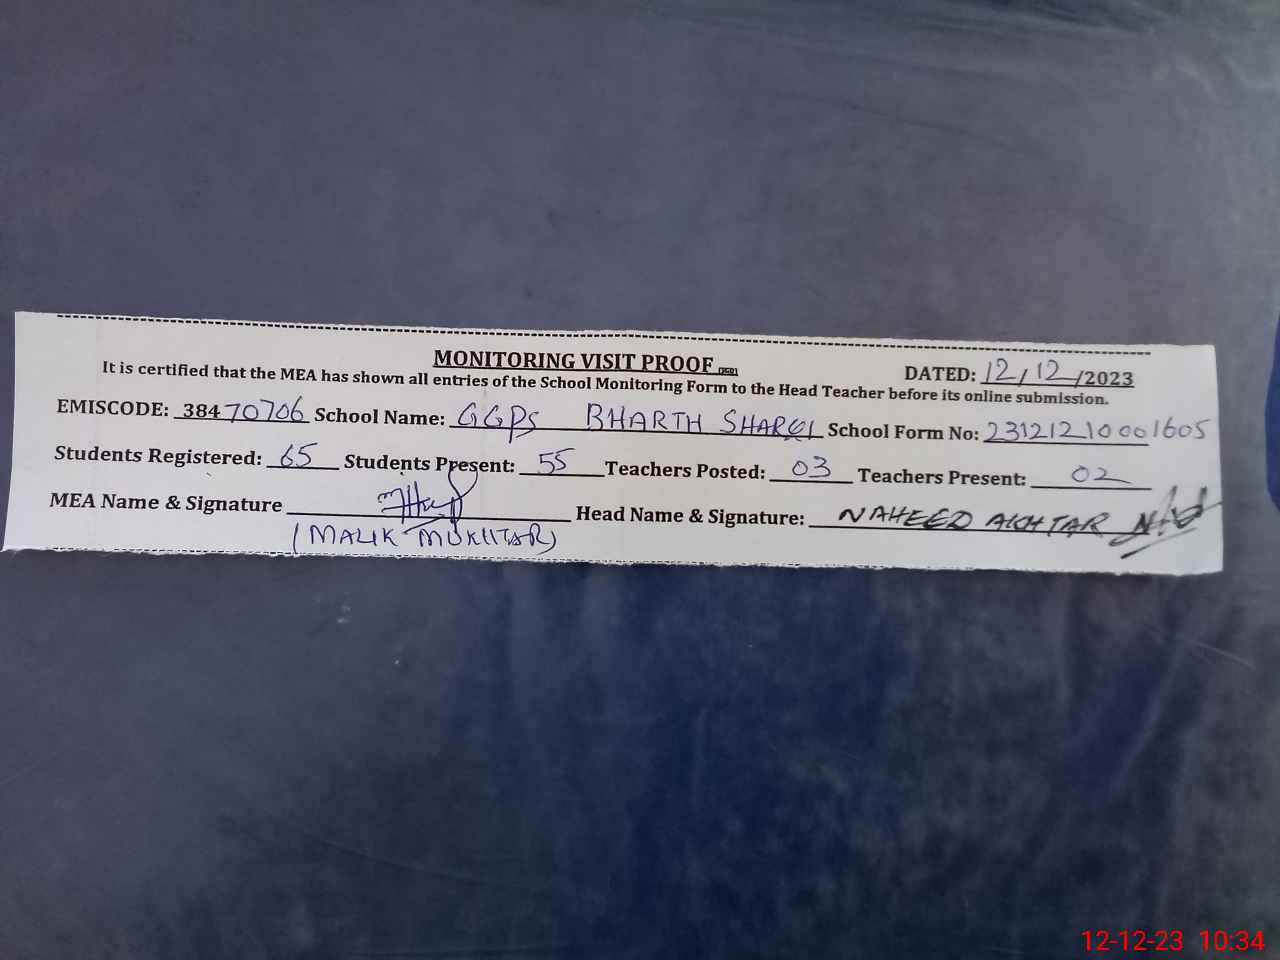 MONITORING VISIT PROOF
DATED: 12/12/2023
It is certified that the MEA has shown all entries of the School Monitoring Form to the Head Teacher before its online submission.
EMISCODE: 38470706 School Name: GGPS BHARTH SHARQI School Form No: 23121210001605
Students Registered: 65 Students Present: 55 Teachers Posted: 03 Teachers Present: 02
MEA Name & Signature Head Name & Signature: NAHEED AKHTAR
(MALIK MUKHTAR)
12-12-23 10:34